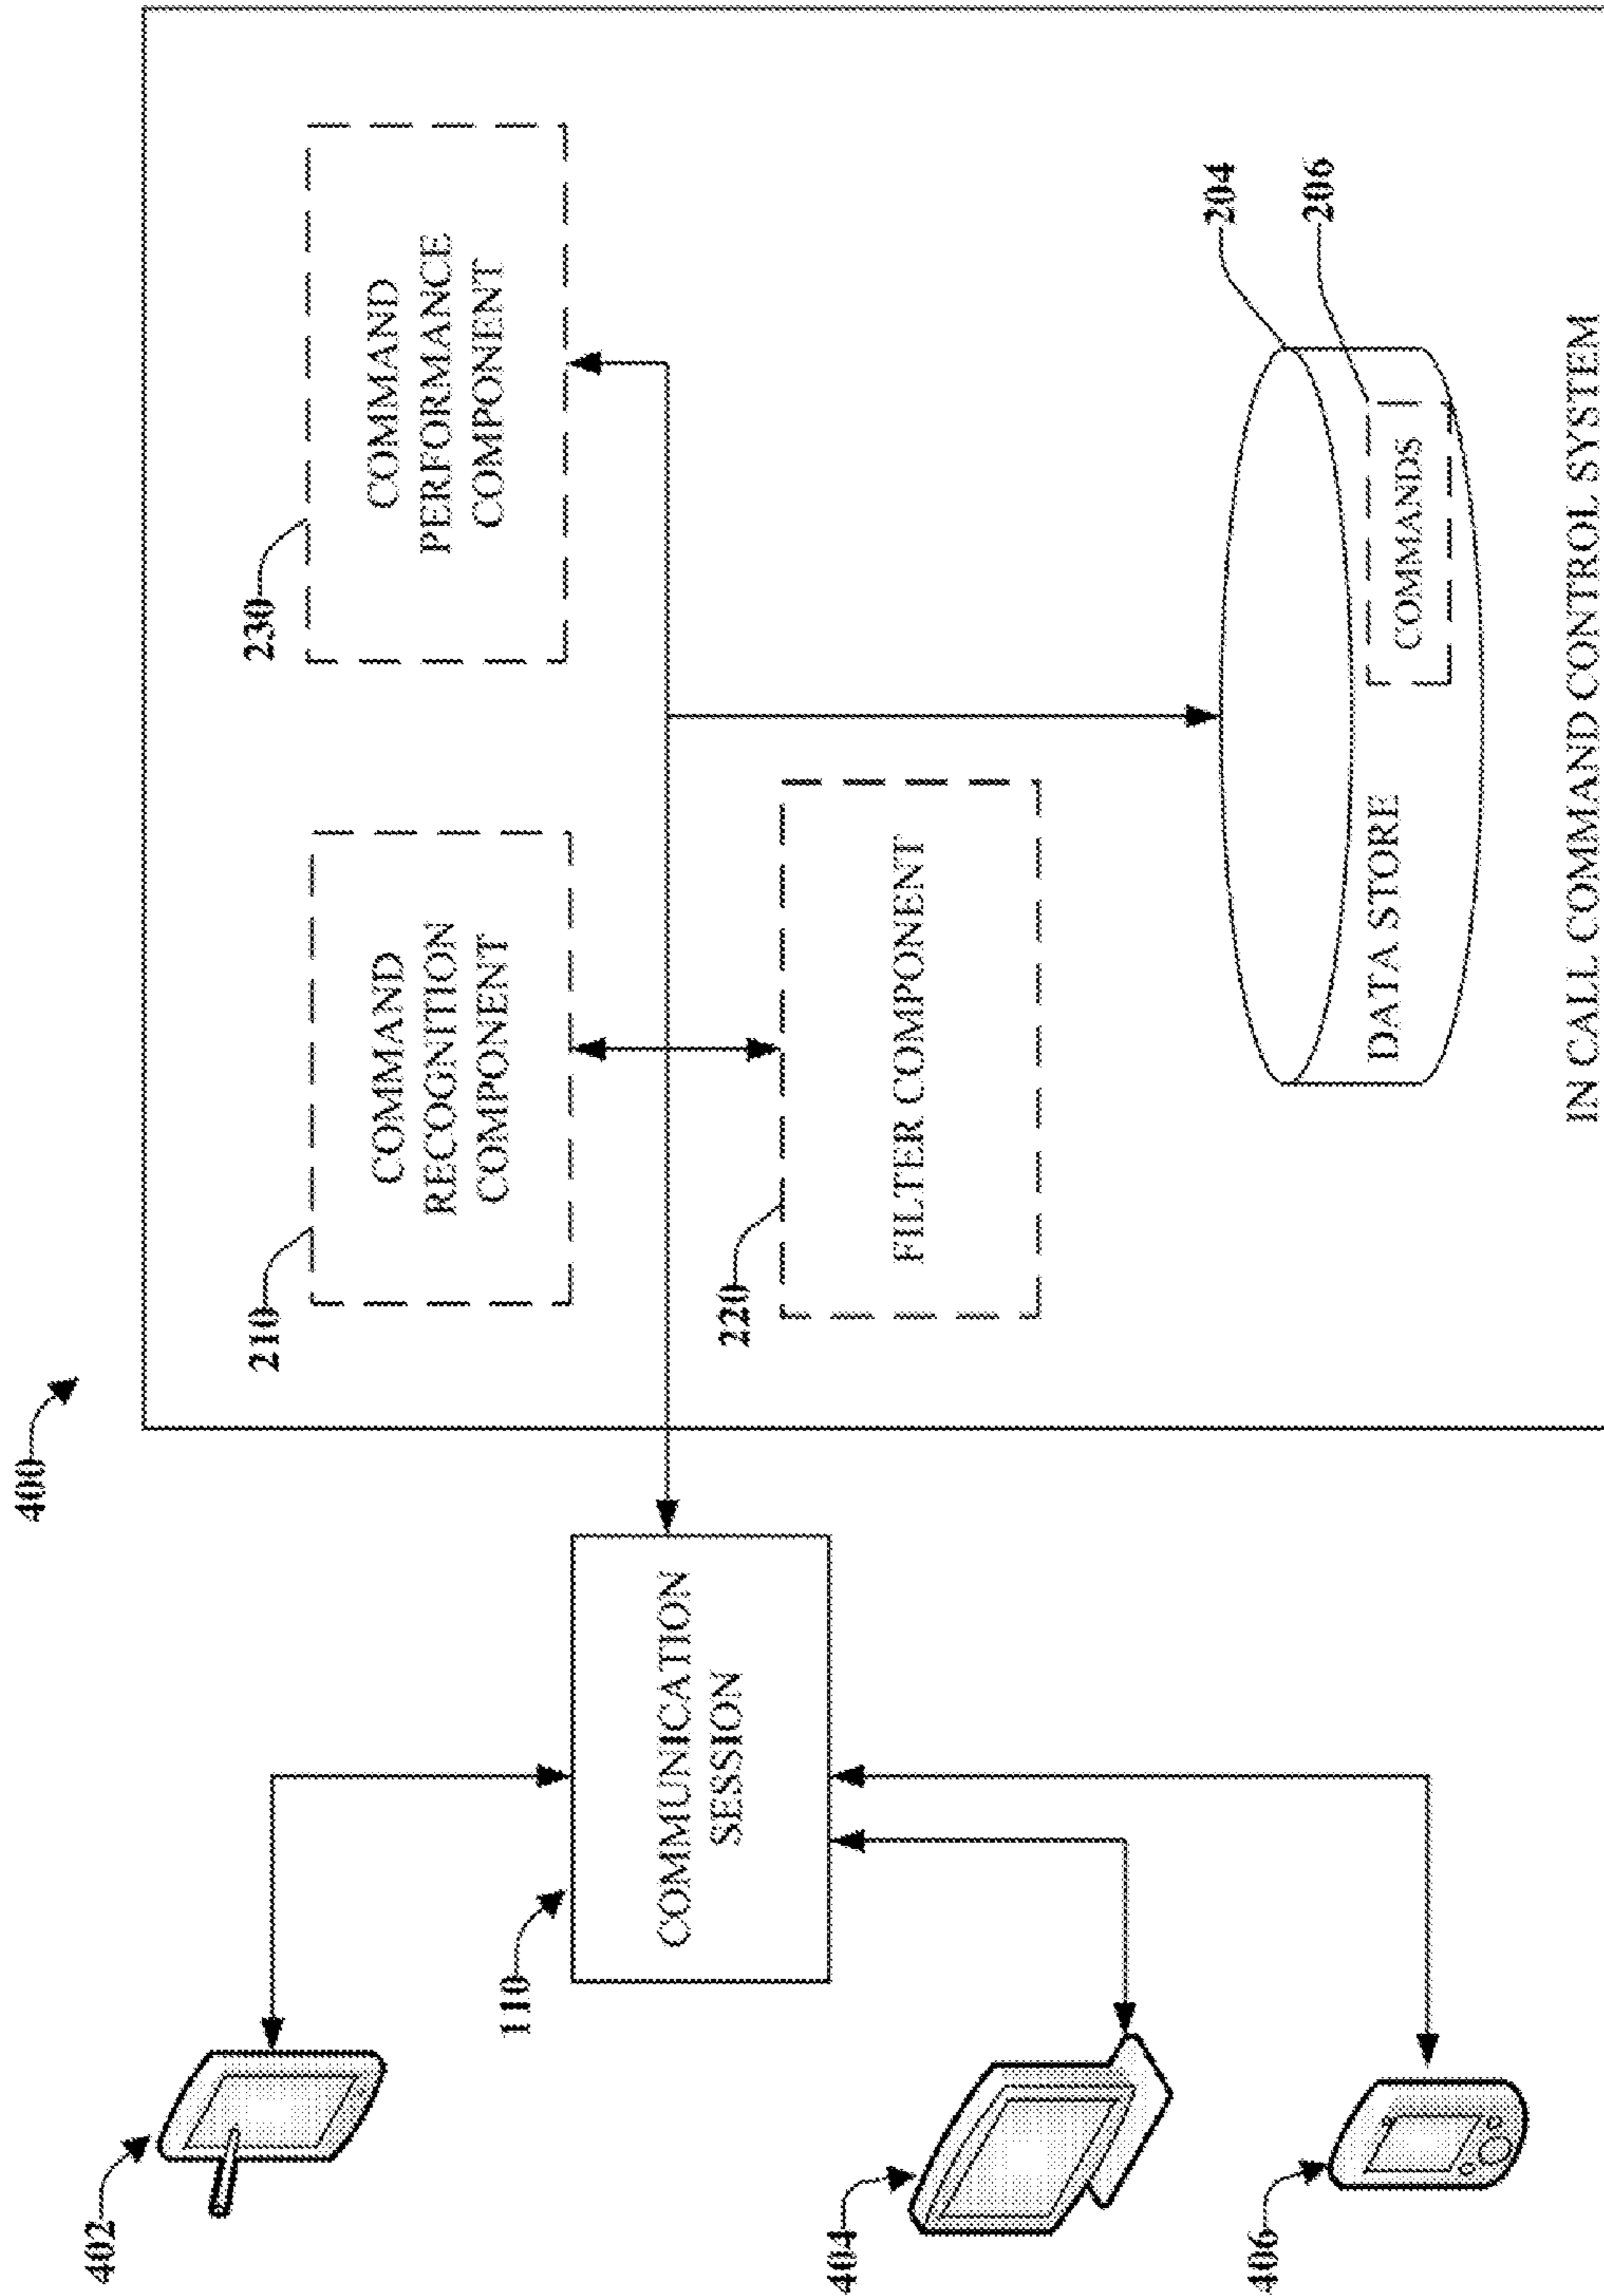 400
402
404
406
110
COMMUNICATION
SESSION
210
COMMAND
RECOGNITION
COMPONENT
220
FILTER COMPONENT
230
COMMAND
PERFORMANCE
COMPONENT
204
206
DATA STORE
COMMANDS
IN CALL COMMAND CONTROL SYSTEM